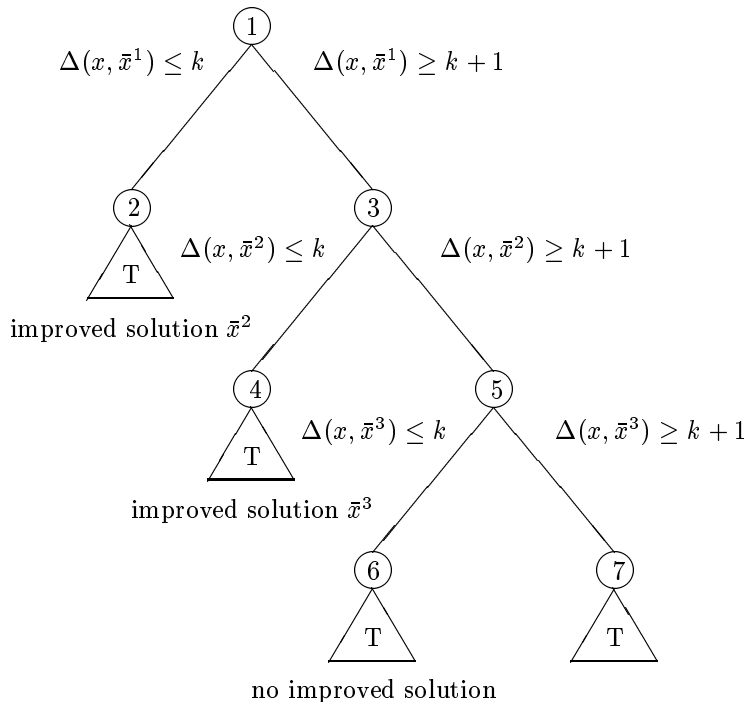 1
Δ(x, x̄¹) ≤ k
Δ(x, x̄¹) ≥ k + 1
2
3
T
Δ(x, x̄²) ≤ k
Δ(x, x̄²) ≥ k + 1
improved solution x̄²
4
5
T
Δ(x, x̄³) ≤ k
Δ(x, x̄³) ≥ k + 1
improved solution x̄³
6
7
T
T
no improved solution